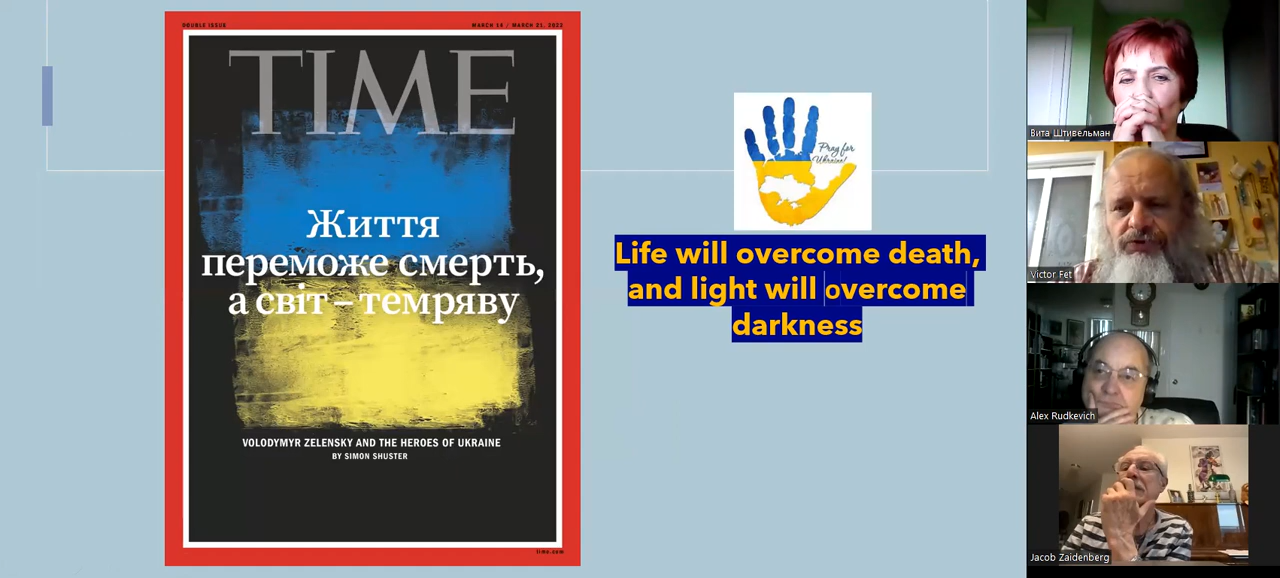 DOUBLE ISSUE
MARCH 14 / MARCH 21, 2022
TIME
Життя
переможе смерть,
а світ – темряву
VOLODYMYR ZELENSKY AND THE HEROES OF UKRAINE
BY SIMON SHUSTER
time.com
Pray for
Ukraine!
Life will overcome death,
and light will overcome
darkness
Вита Штивельман
Victor Fet
Alex Rudkevich
Jacob Zaidenberg